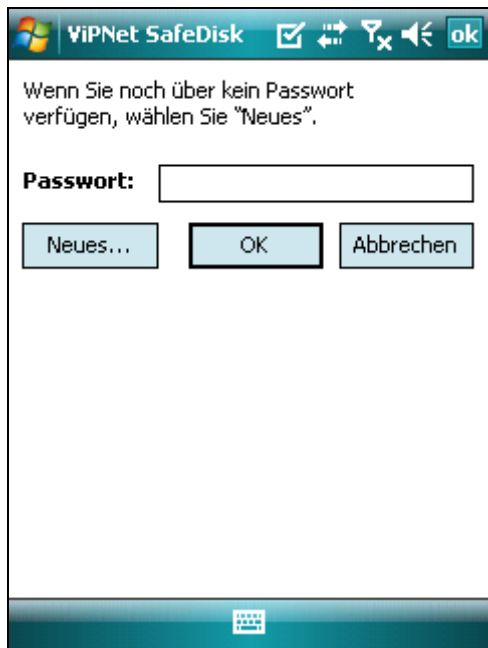 ViPNet SafeDisk ok
Wenn Sie noch über kein Passwort
verfügen, wählen Sie "Neues".
Passwort:
Neues... OK Abbrechen